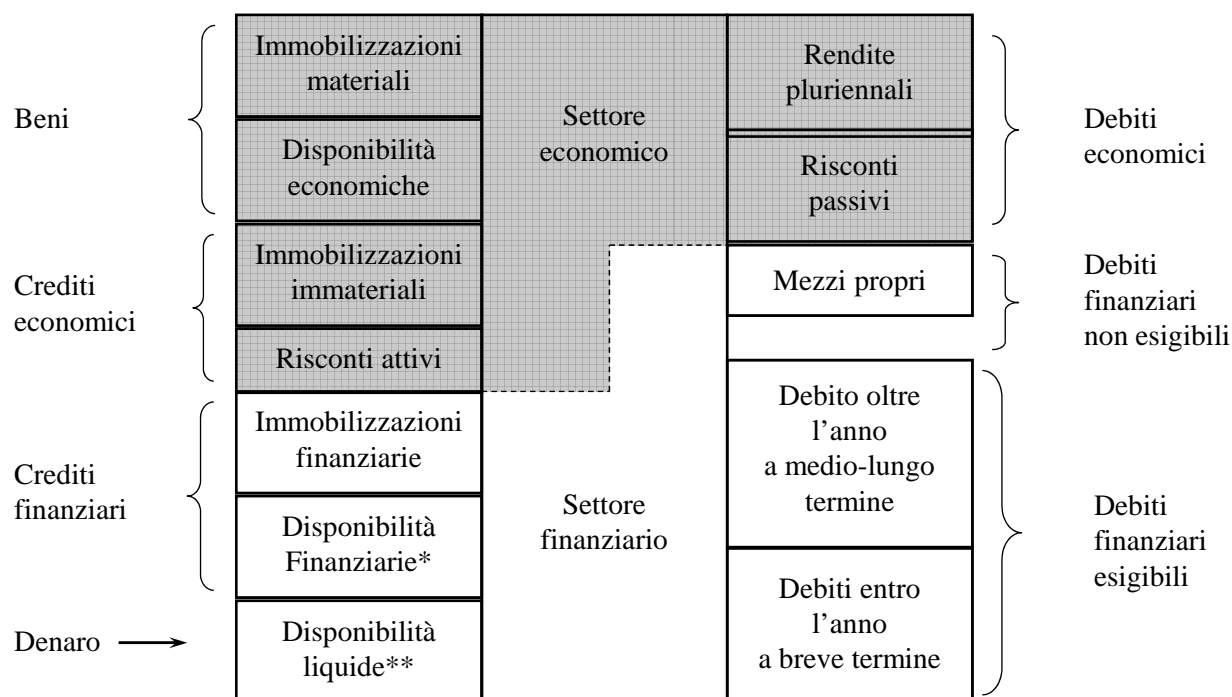 Beni
Crediti
economici
Crediti
finanziari
Denaro
Immobilizzazioni
materiali
Disponibilità
economiche
Immobilizzazioni
immateriali
Risconti attivi
Immobilizzazioni
finanziarie
Disponibilità
Finanziarie*
Disponibilità
liquide**
Settore
economico
Settore
finanziario
Rendite
pluriennali
Risconti
passivi
Mezzi propri
Debito oltre
l’anno
a medio-lungo
termine
Debiti entro
l’anno
a breve termine
Debiti
economici
Debiti
finanziari
non esigibili
Debiti
finanziari
esigibili